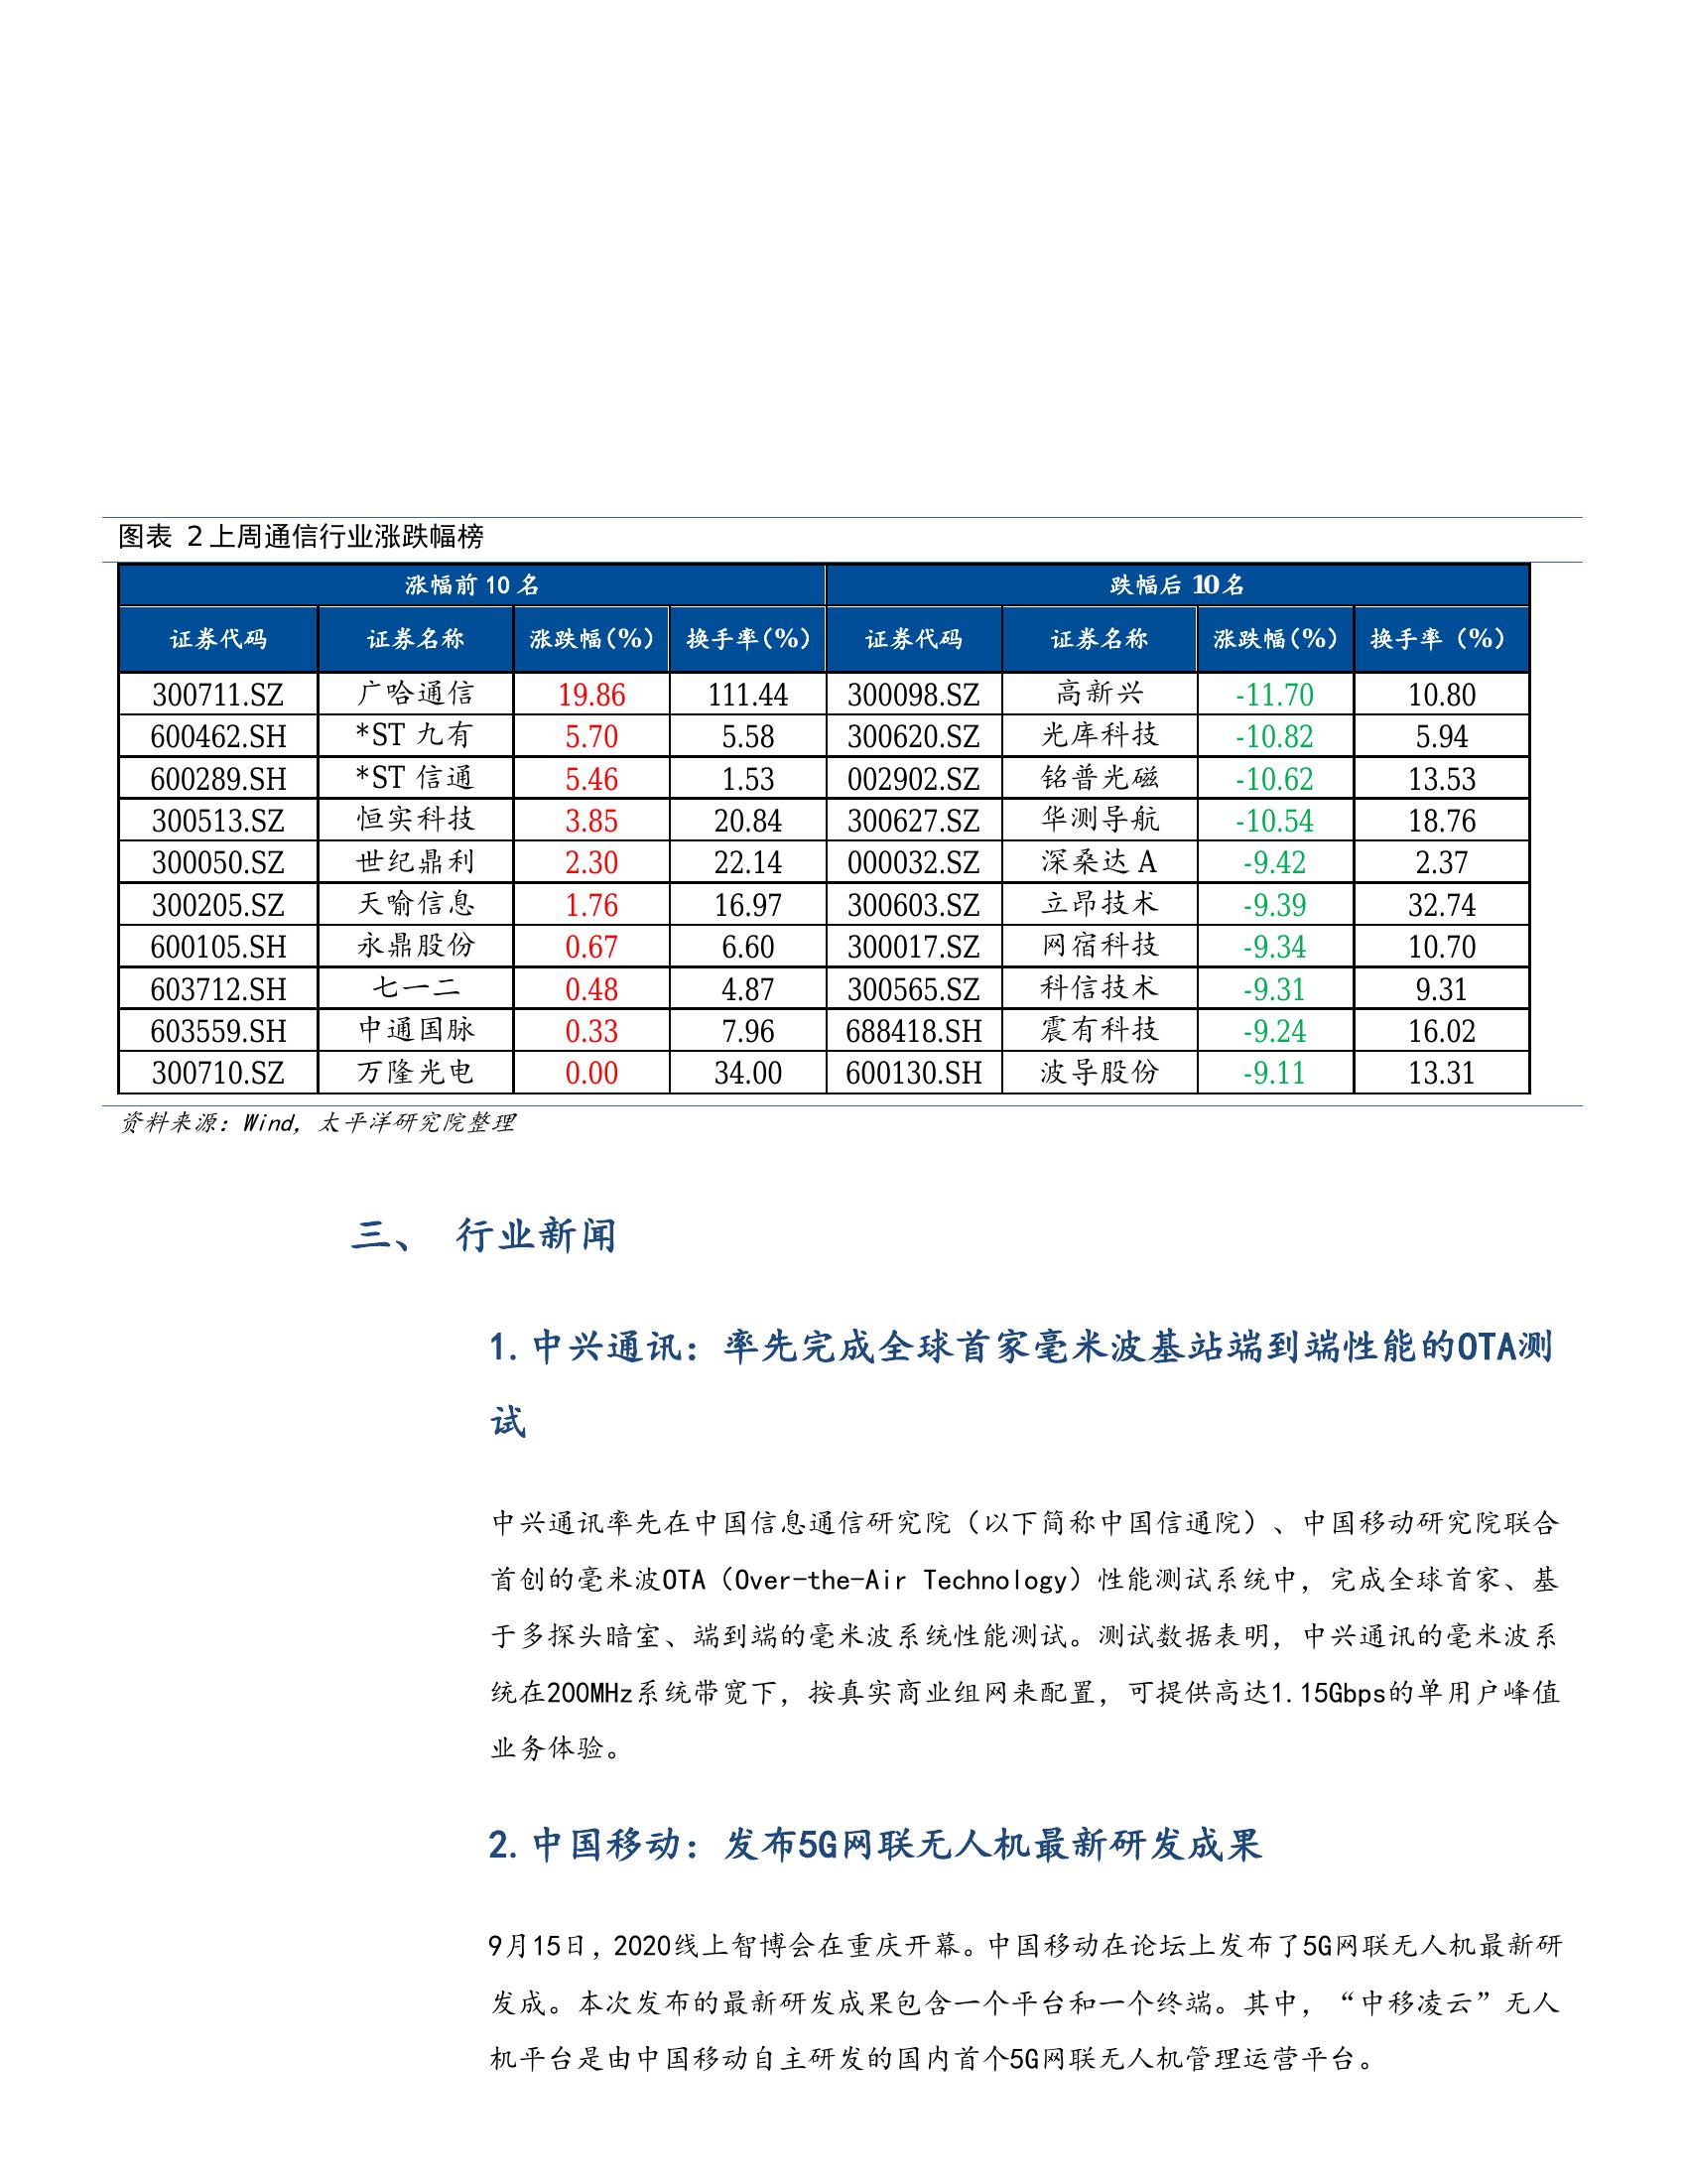 图表 2 上周通信行业涨跌幅榜
涨幅前 10 名 跌幅后 10 名
证券代码 证券名称 涨跌幅(%) 换手率(%) 证券代码 证券名称 涨跌幅(%) 换手率（%）
300711.SZ 广哈通信 19.86 111.44 300098.SZ 高新兴 -11.70 10.80
600462.SH *ST 九有 5.70 5.58 300620.SZ 光库科技 -10.82 5.94
600289.SH *ST 信通 5.46 1.53 002902.SZ 铭普光磁 -10.62 13.53
300513.SZ 恒实科技 3.85 20.84 300627.SZ 华测导航 -10.54 18.76
300050.SZ 世纪鼎利 2.30 22.14 000032.SZ 深桑达 A -9.42 2.37
300205.SZ 天喻信息 1.76 16.97 300603.SZ 立昂技术 -9.39 32.74
600105.SH 永鼎股份 0.67 6.60 300017.SZ 网宿科技 -9.34 10.70
603712.SH 七一二 0.48 4.87 300565.SZ 科信技术 -9.31 9.31
603559.SH 中通国脉 0.33 7.96 688418.SH 震有科技 -9.24 16.02
300710.SZ 万隆光电 0.00 34.00 600130.SH 波导股份 -9.11 13.31
资料来源：Wind，太平洋研究院整理
三、 行业新闻
1.中兴通讯：率先完成全球首家毫米波基站端到端性能的OTA测
试
中兴通讯率先在中国信息通信研究院（以下简称中国信通院）、中国移动研究院联合
首创的毫米波OTA（Over-the-Air Technology）性能测试系统中，完成全球首家、基
于多探头暗室、端到端的毫米波系统性能测试。测试数据表明，中兴通讯的毫米波系
统在200MHz系统带宽下，按真实商业组网来配置，可提供高达1.15Gbps的单用户峰值
业务体验。
2.中国移动：发布5G网联无人机最新研发成果
9月15日，2020线上智博会在重庆开幕。中国移动在论坛上发布了5G网联无人机最新研
发成。本次发布的最新研发成果包含一个平台和一个终端。其中，“中移凌云”无人
机平台是由中国移动自主研发的国内首个5G网联无人机管理运营平台。